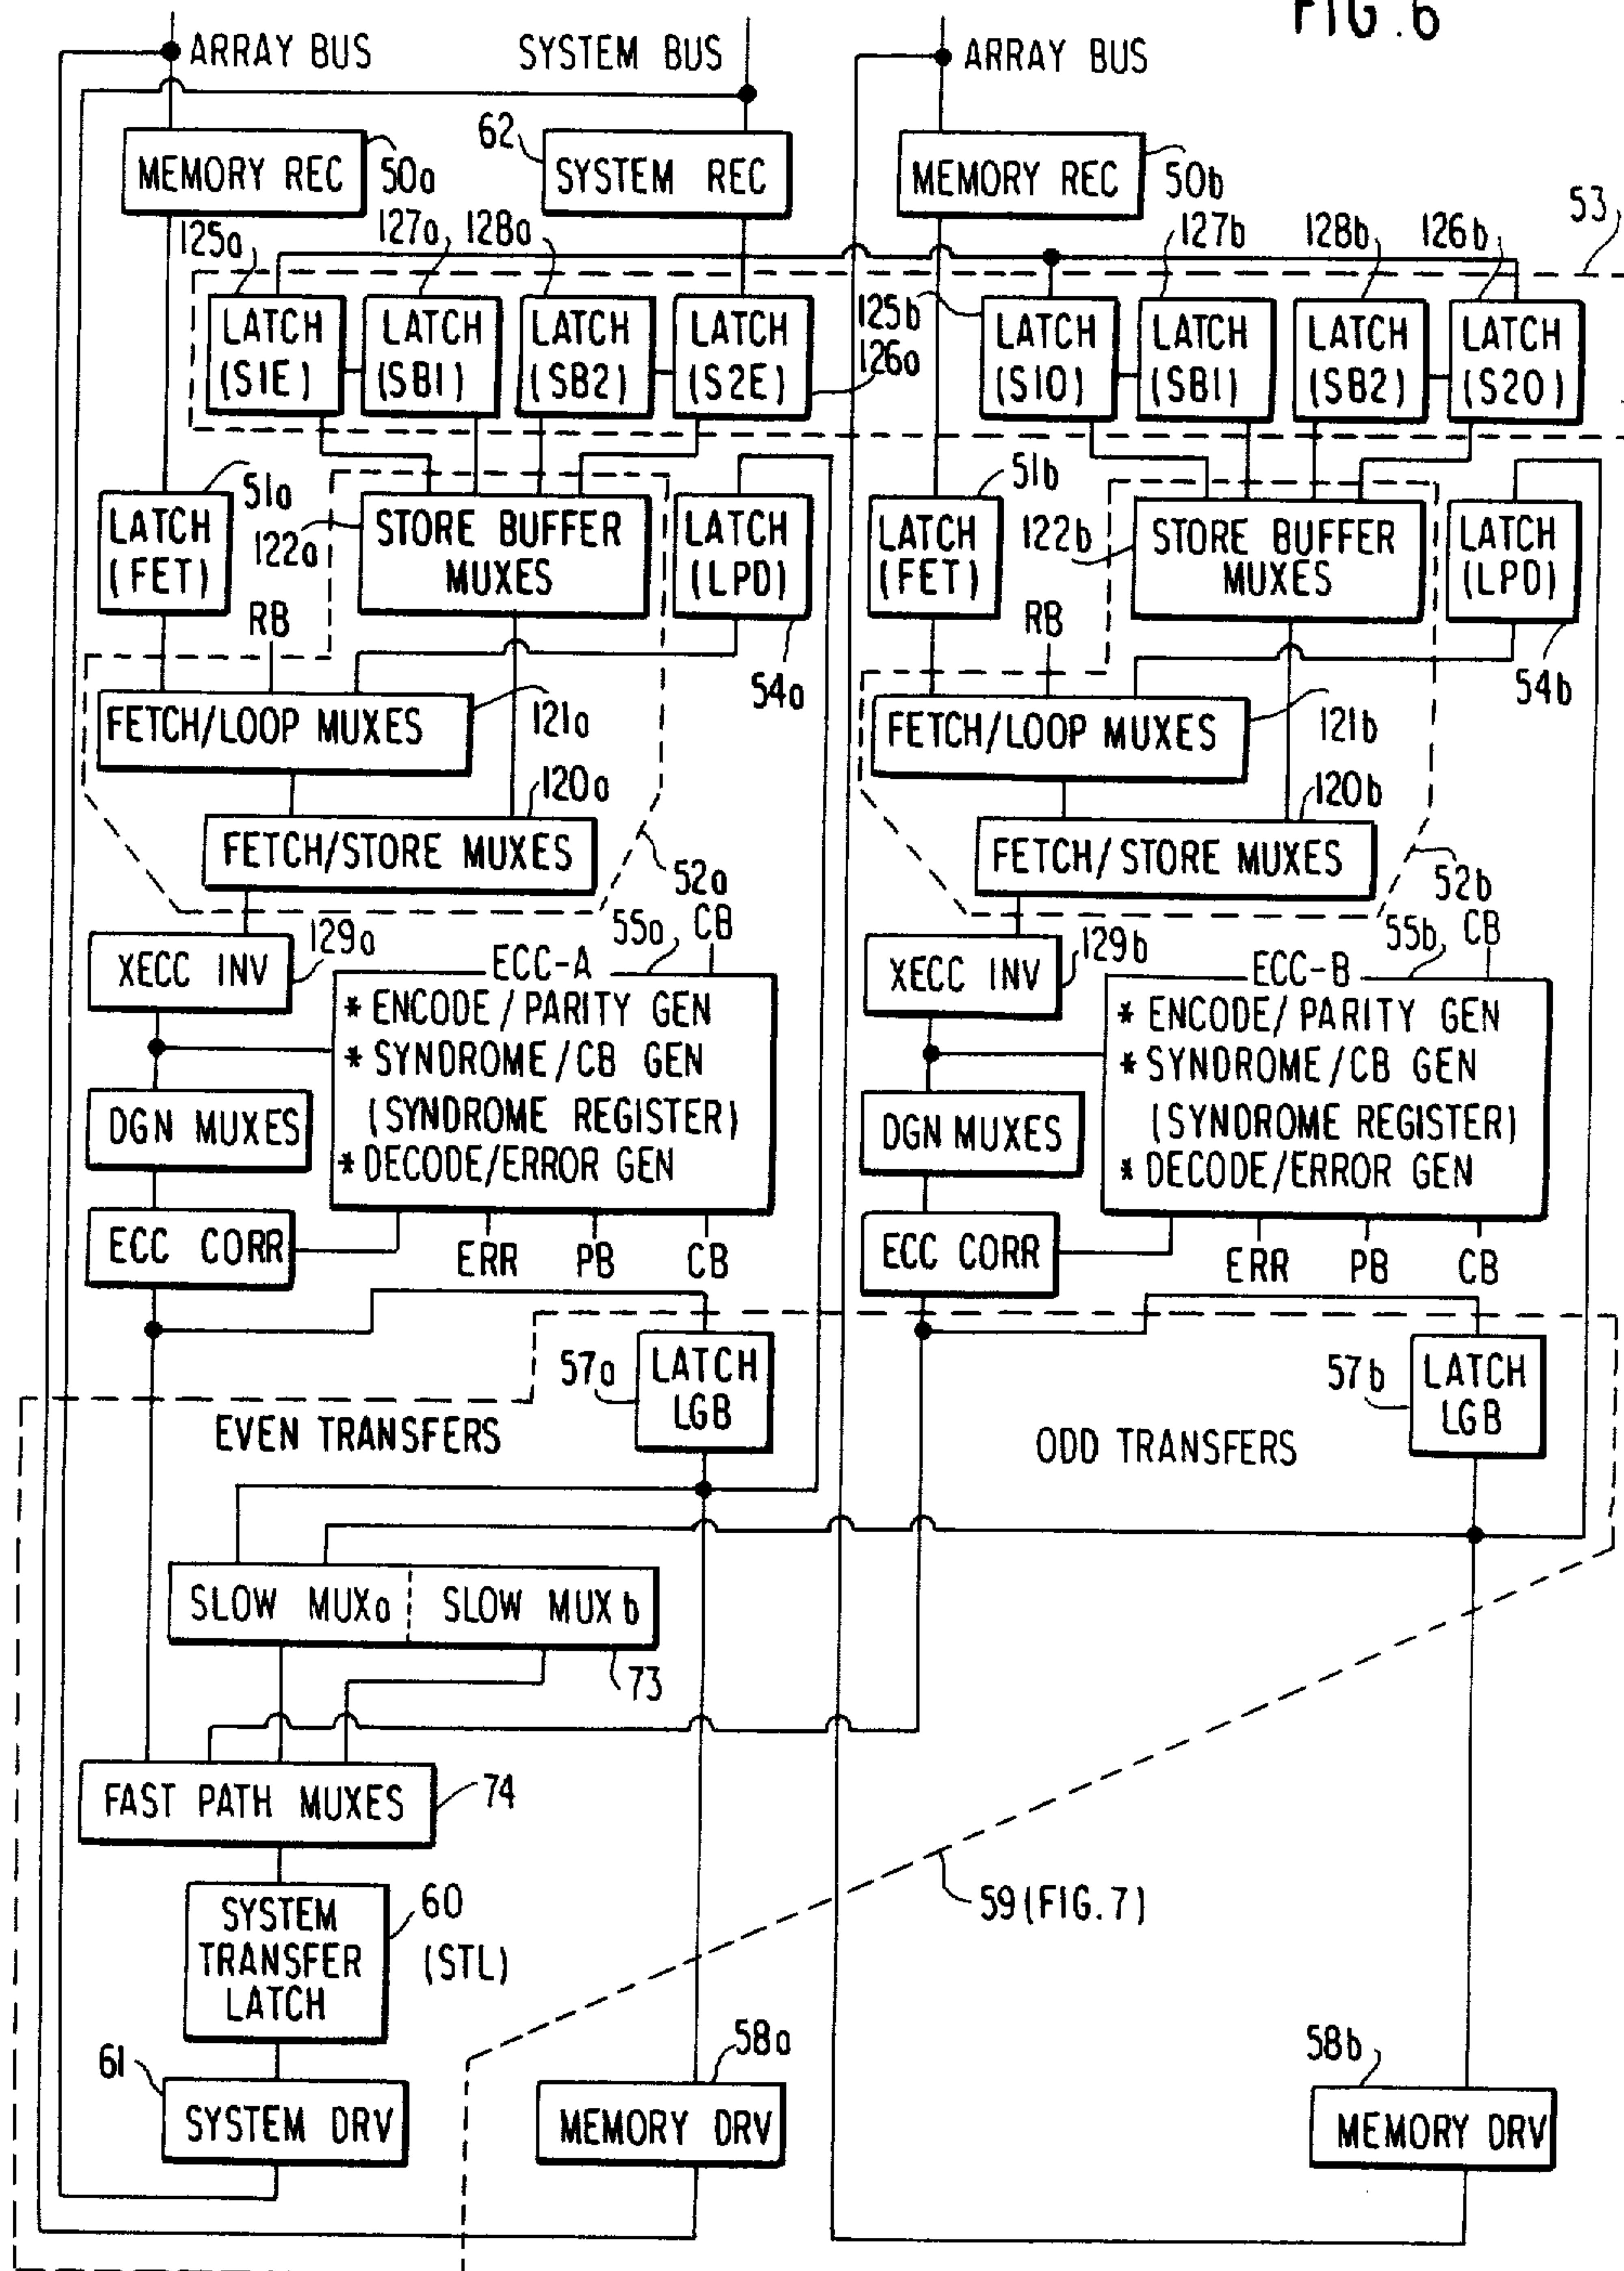 FIG. 6
ARRAY BUS
SYSTEM BUS
ARRAY BUS
MEMORY REC
50a
62
SYSTEM REC
MEMORY REC
50b
53
125a
127a
128a
127b
128b
126b
LATCH
(S1E)
LATCH
(SB1)
LATCH
(SB2)
LATCH
(S2E)
125b
126a
LATCH
(S1O)
LATCH
(SB1)
LATCH
(SB2)
LATCH
(S2O)
51a
LATCH
(FET)
122a
STORE BUFFER
MUXES
LATCH
(LPD)
51b
LATCH
(FET)
122b
STORE BUFFER
MUXES
LATCH
(LPD)
RB
54a
RB
54b
FETCH/LOOP MUXES
121a
FETCH/LOOP MUXES
121b
120a
120b
FETCH/STORE MUXES
52a
FETCH/STORE MUXES
52b
XECC INV
129a
55a
CB
XECC INV
129b
55b
CB
ECC-A
* ENCODE/PARITY GEN
* SYNDROME/CB GEN
(SYNDROME REGISTER)
* DECODE/ERROR GEN
ECC-B
* ENCODE/PARITY GEN
* SYNDROME/CB GEN
(SYNDROME REGISTER)
* DECODE/ERROR GEN
DGN MUXES
DGN MUXES
ECC CORR
ERR
PB
CB
ECC CORR
ERR
PB
CB
57a
LATCH
LGB
57b
LATCH
LGB
EVEN TRANSFERS
ODD TRANSFERS
SLOW MUXa
SLOW MUXb
73
FAST PATH MUXES
74
SYSTEM
TRANSFER
LATCH
60
(STL)
59 (FIG. 7)
61
SYSTEM DRV
58a
MEMORY DRV
58b
MEMORY DRV